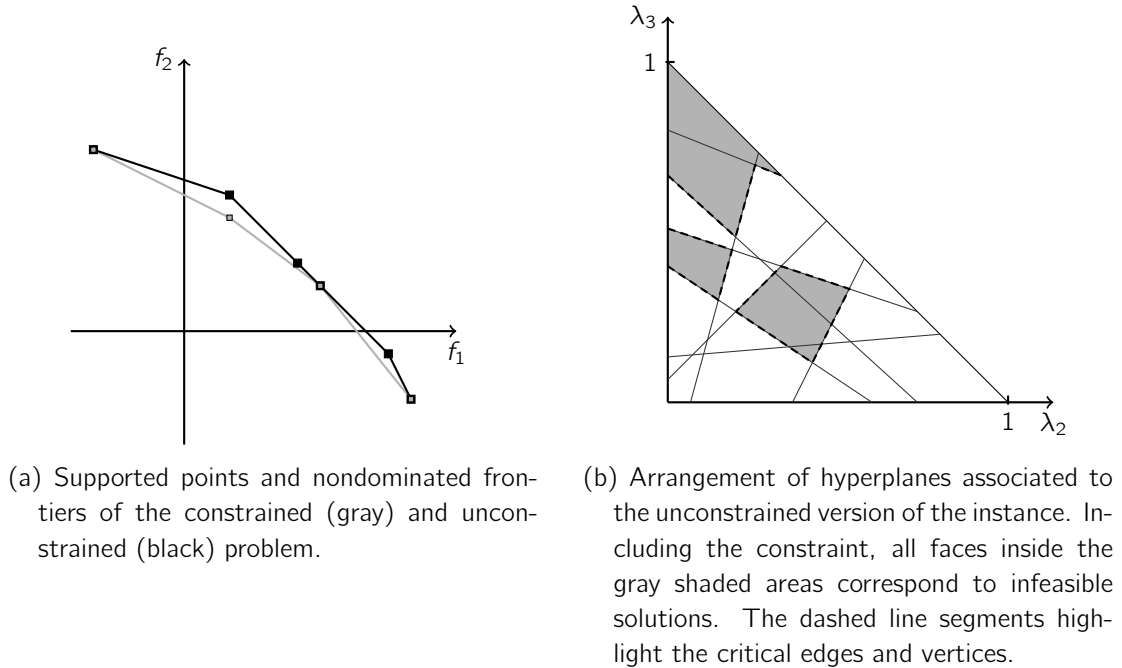 f₂
f₁
(a) Supported points and nondominated fron-
tiers of the constrained (gray) and uncon-
strained (black) problem.
λ₃
1
1
λ₂
(b) Arrangement of hyperplanes associated to
the unconstrained version of the instance. In-
cluding the constraint, all faces inside the
gray shaded areas correspond to infeasible
solutions. The dashed line segments high-
light the critical edges and vertices.